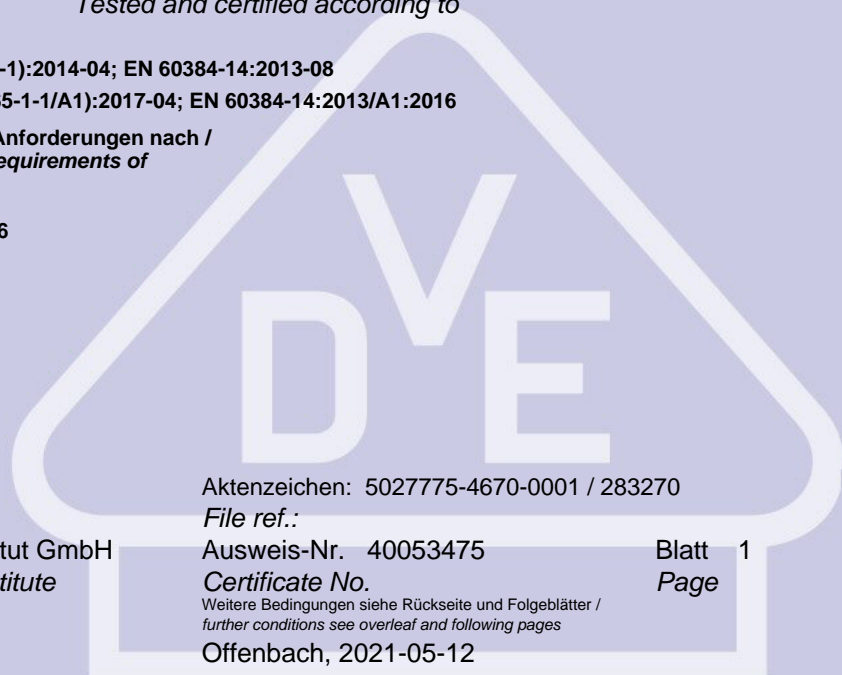 Tested and certified according to
-1):2014-04; EN 60384-14:2013-08
5-1-1/A1):2017-04; EN 60384-14:2013/A1:2016
Anforderungen nach /
equirements of
6
DVE
Aktenzeichen: 5027775-4670-0001 / 283270
File ref.:
tut GmbH Ausweis-Nr. 40053475 Blatt 1
titute Certificate No. Page
Weitere Bedingungen siehe Rückseite und Folgeblätter /
further conditions see overleaf and following pages
Offenbach, 2021-05-12